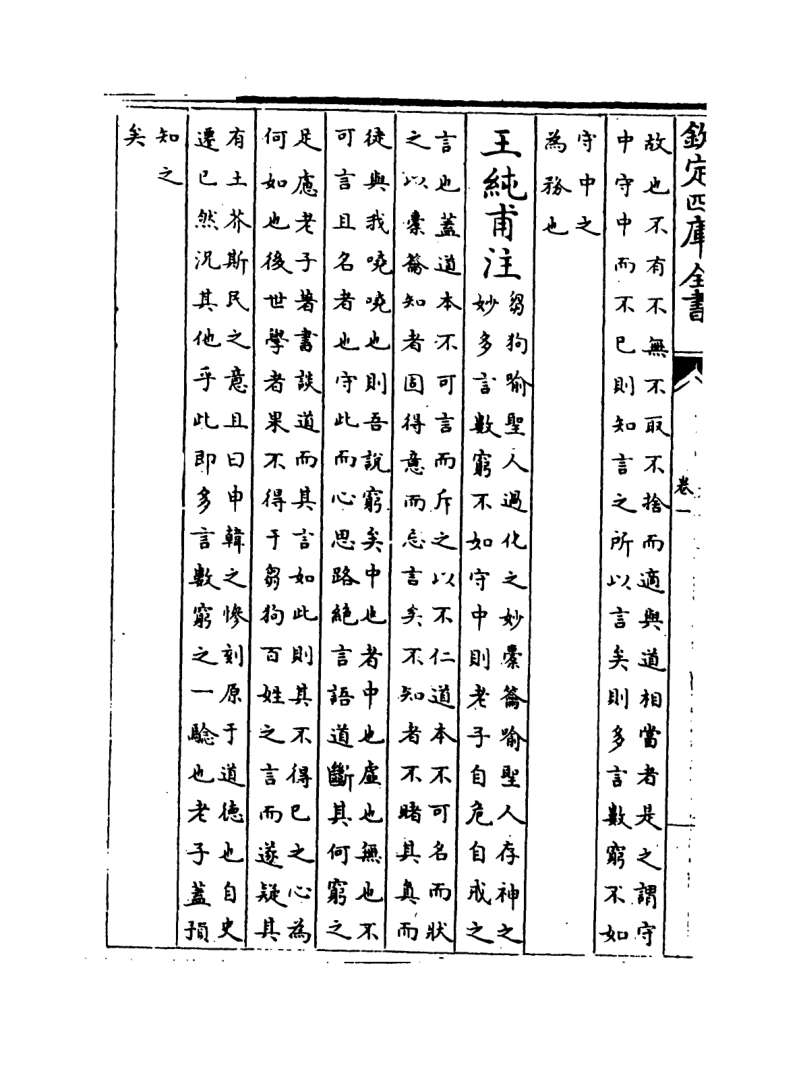 欽定四庫全書
卷一
故也不有不無不取不捨而適與道相當者是之謂守
中守中而不已則知言之所以言矣則多言數窮不如
守中之
為務也
王純甫注
芻狗喻聖人過化之妙橐籥喻聖人存神之
妙多言數窮不如守中則老子自危自戒之
言也蓋道本不可言而斥之以不仁道本不可名而狀
之以橐籥知者固得意而忘言矣不知者不睹其真而
徒與我嘵嘵也則吾說窮矣中也者中也虛也無也不
可言且名者也守此而心思路絕言語道斷其何窮之
足慮老子著書談道而其言如此則其不得已之心為
何如也後世學者果不得于芻狗百姓之言而遂疑其
有土芥斯民之意且曰申韓之慘刻原于道德也自史
遷已然況其他乎此即多言數窮之一驗也老子蓋預
知之
矣